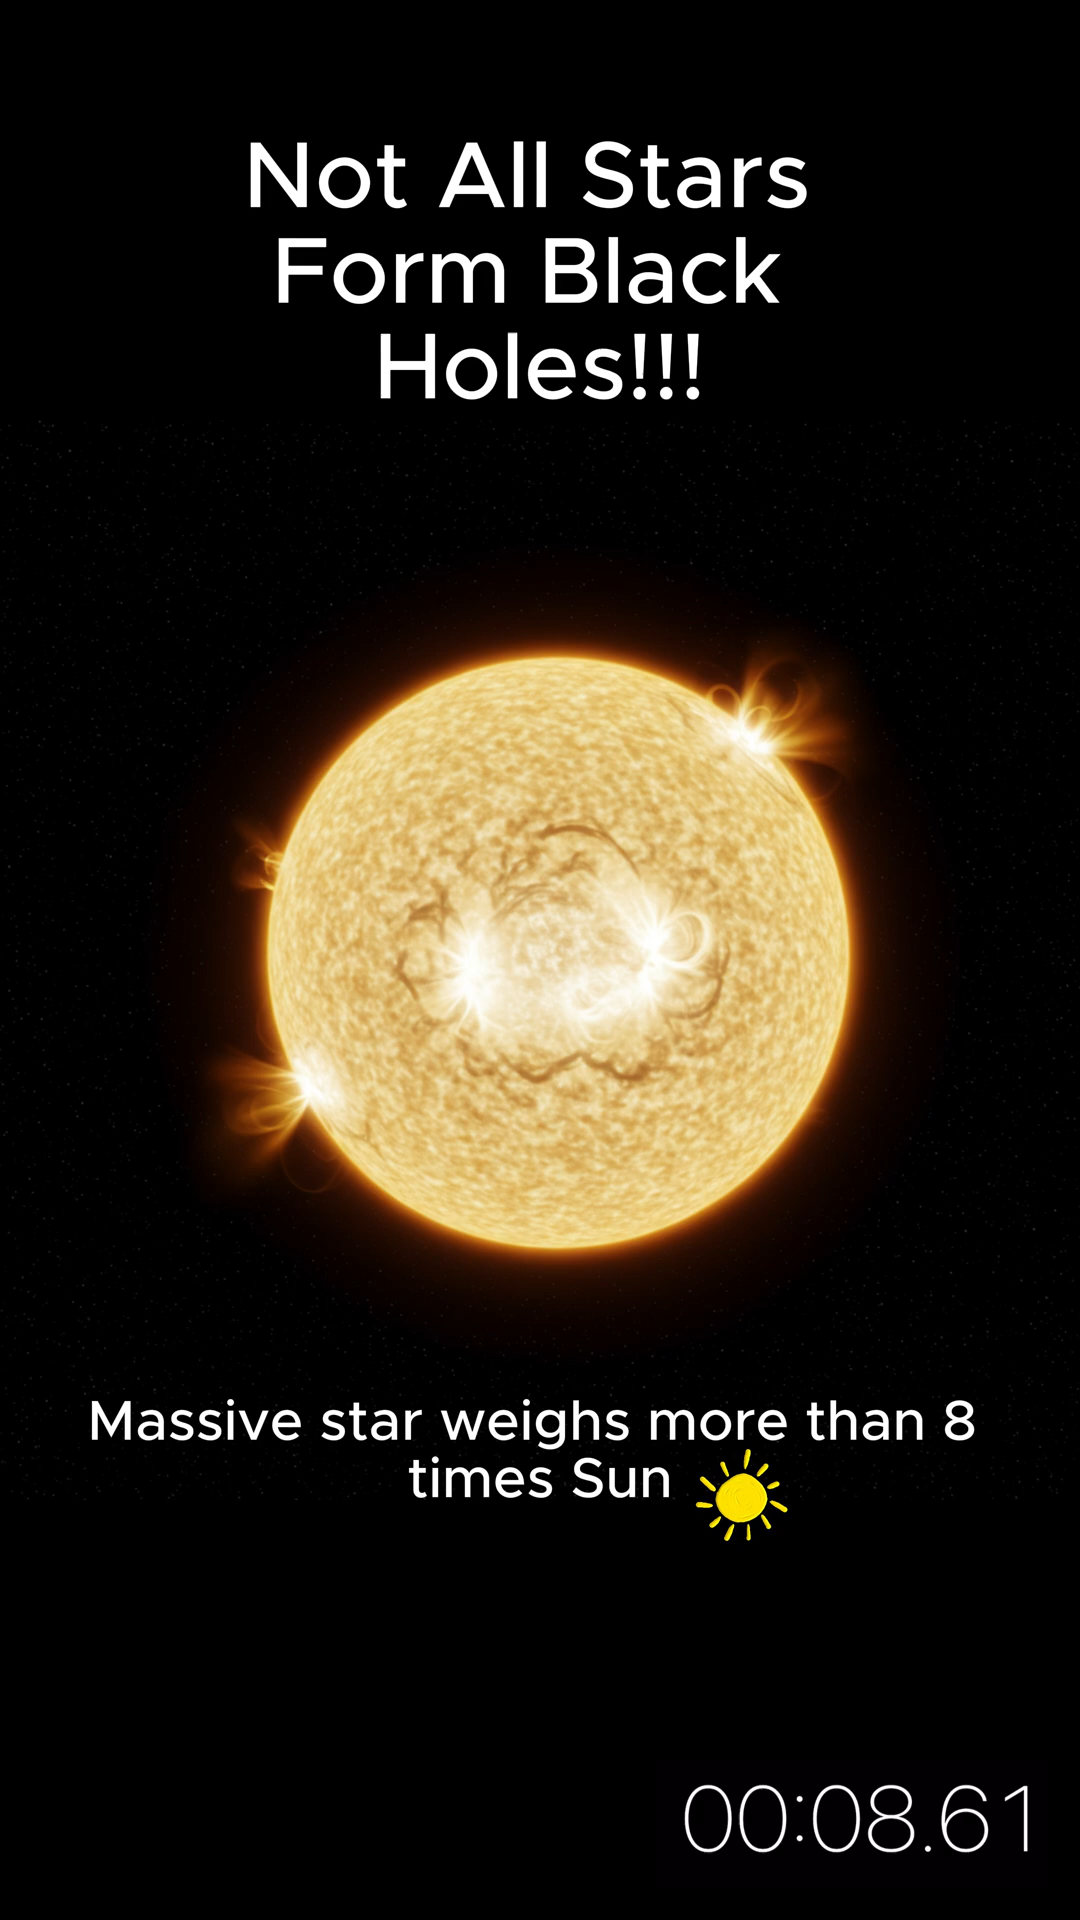 Not All Stars
Form Black
Holes!!!
Massive star weighs more than 8
times Sun
00:08.61